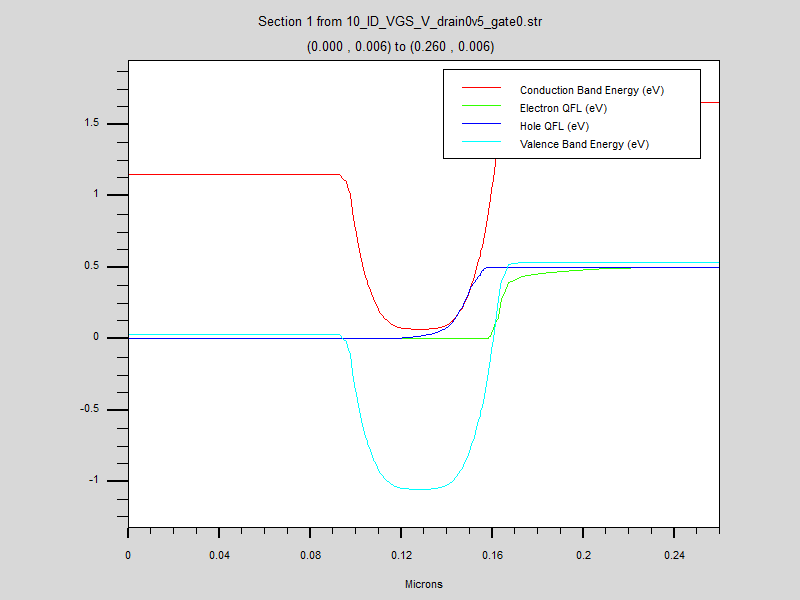 Section 1 from 10_ID_VGS_V_drain0v5_gate0.str
(0.000 , 0.006) to (0.260 , 0.006)
Conduction Band Energy (eV)
Electron QFL (eV)
Hole QFL (eV)
Valence Band Energy (eV)
1.5
1
0.5
0
-0.5
-1
0 0.04 0.08 0.12 0.16 0.2 0.24
Microns